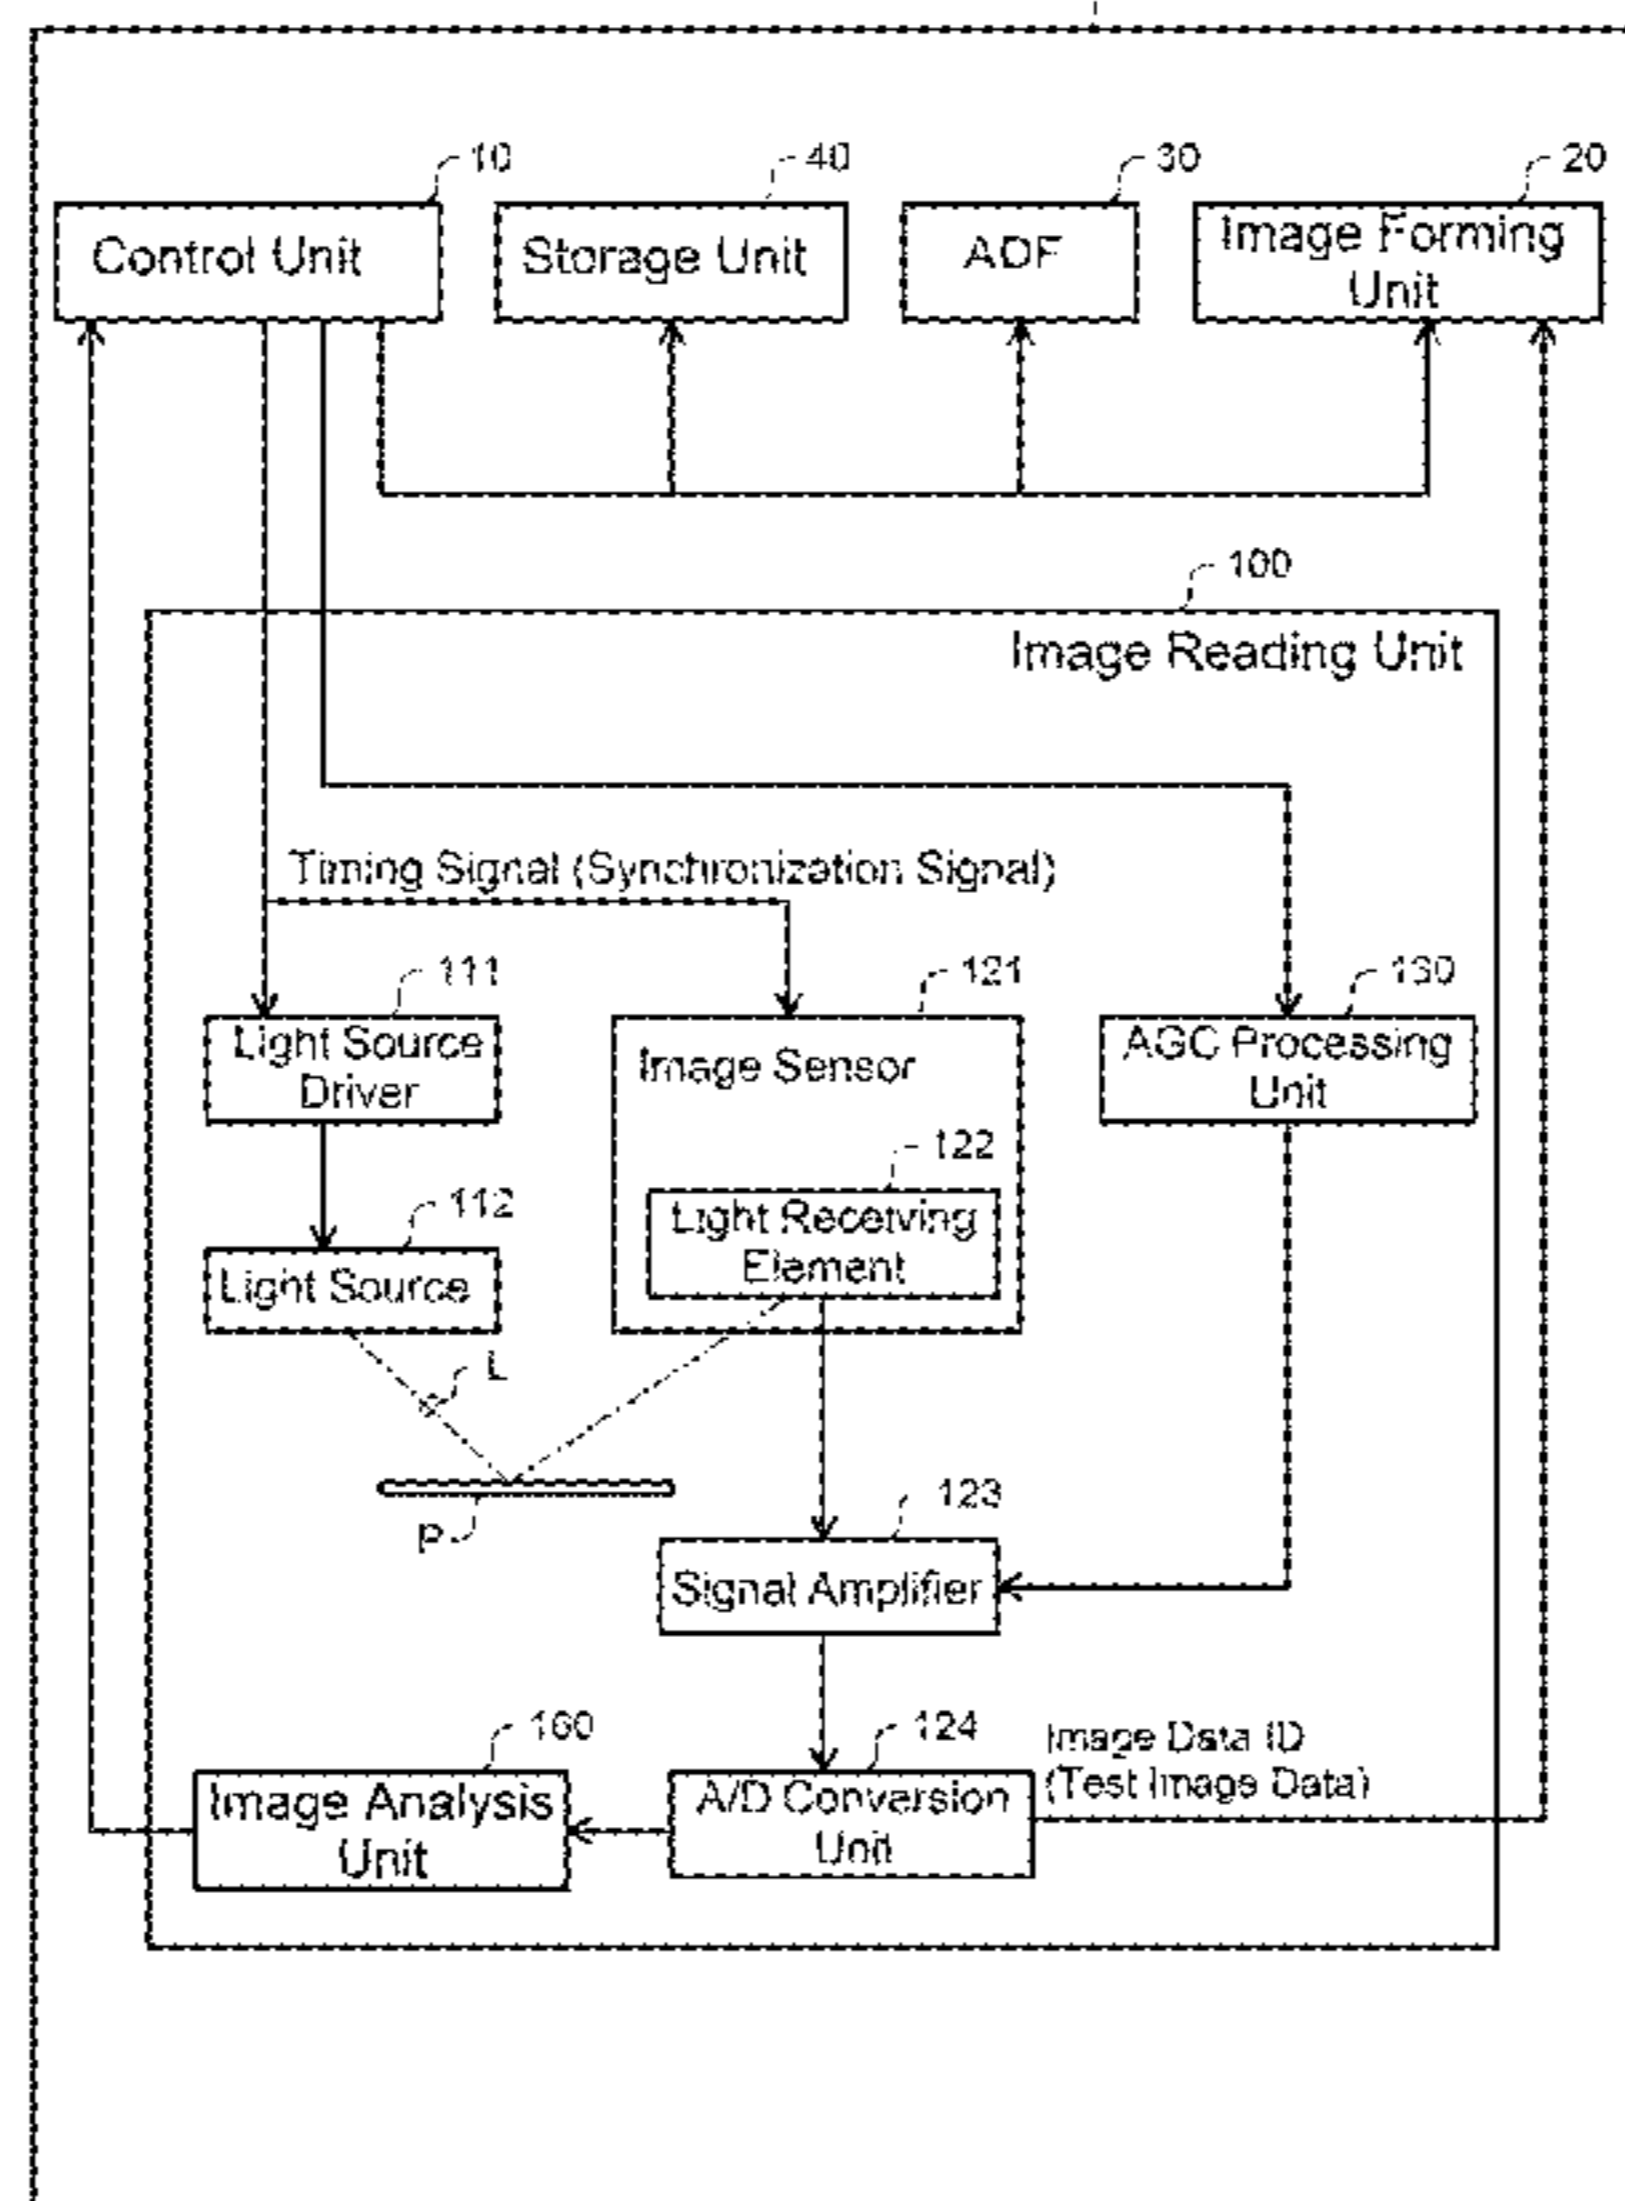 10
40
30
20
Control Unit
Storage Unit
ADF
Image Forming
Unit
100
Image Reading Unit
Timing Signal (Synchronization Signal)
111
121
130
Light Source
Driver
Image Sensor
AGC Processing
Unit
122
112
Light Receiving
Element
Light Source
L
P
123
Signal Amplifier
160
124
Image Data ID
(Test Image Data)
Image Analysis
Unit
A/D Conversion
Unit